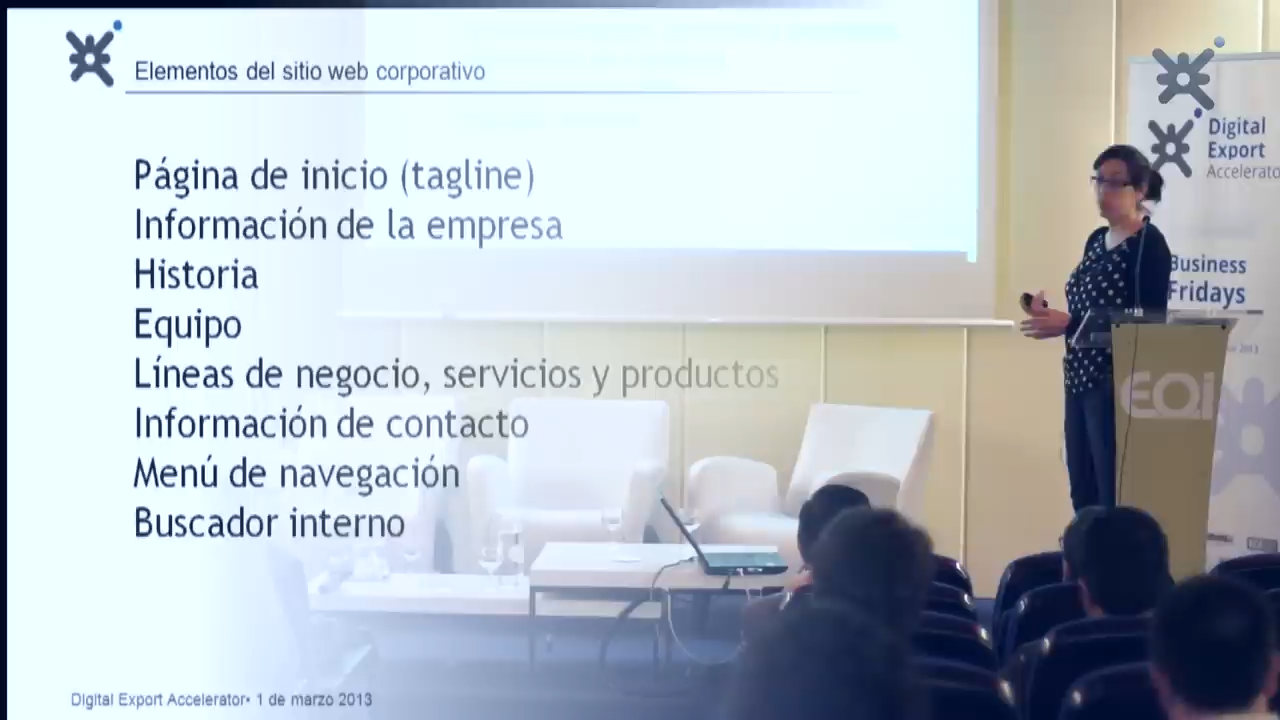 Elementos del sitio web corporativo
Página de inicio (tagline)
Información de la empresa
Historia
Equipo
Líneas de negocio, servicios y productos
Información de contacto
Menú de navegación
Buscador interno
Digital Export Accelerator• 1 de marzo 2013
Digital
Export
Accelerato
Business
Fridays
2013
EOI